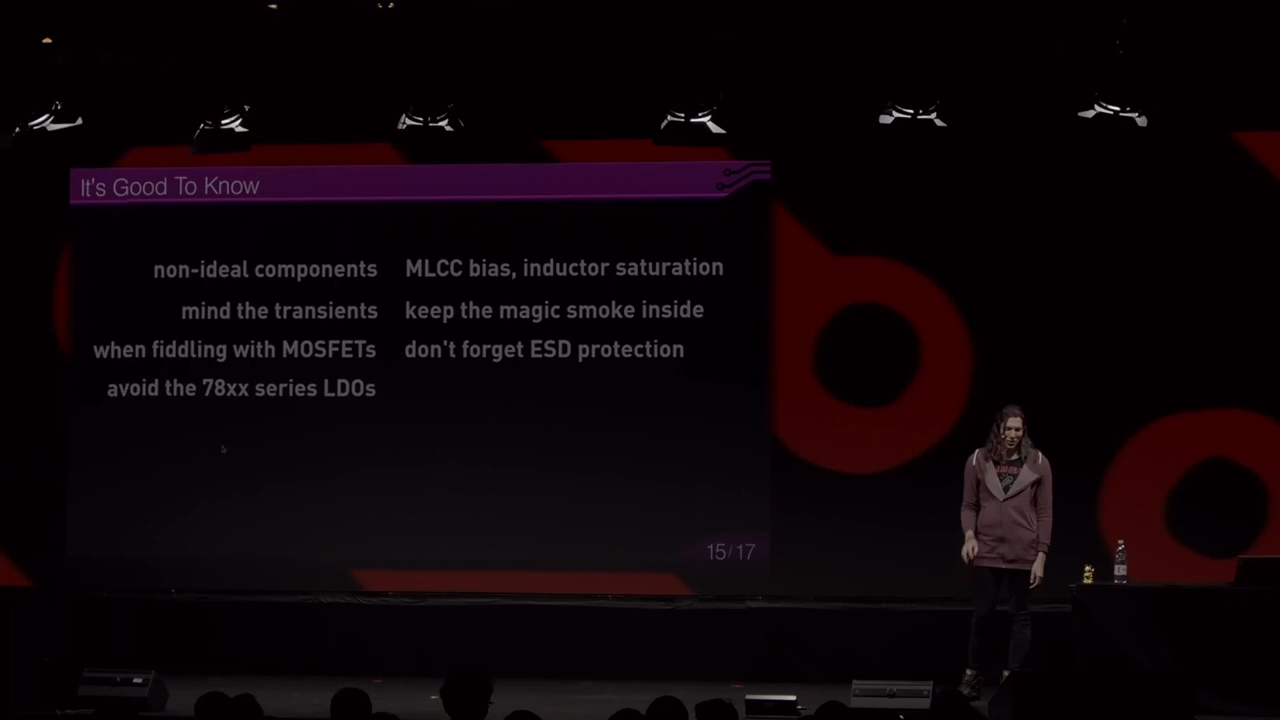 It's Good To Know
non-ideal components MLCC bias, inductor saturation
mind the transients keep the magic smoke inside
when fiddling with MOSFETs don't forget ESD protection
avoid the 78xx series LDOs
15/17